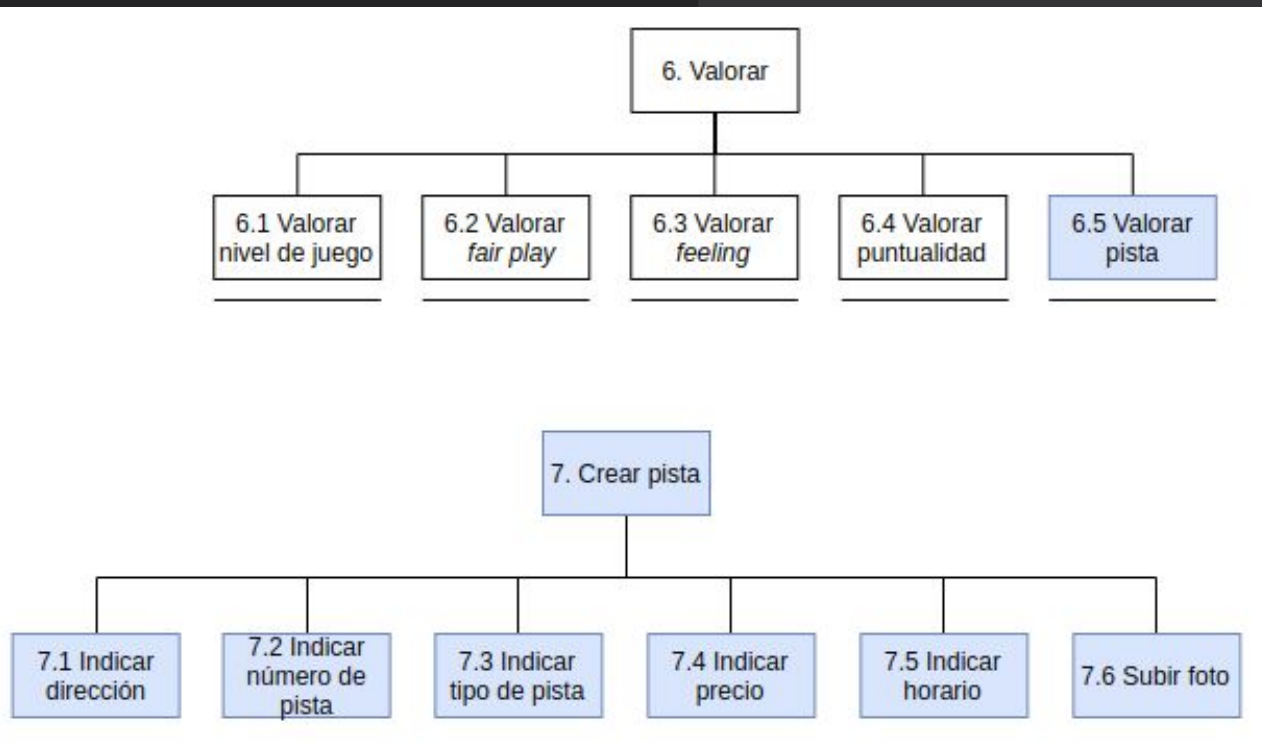 6. Valorar
6.1 Valorar
nivel de juego
6.2 Valorar
fair play
6.3 Valorar
feeling
6.4 Valorar
puntualidad
6.5 Valorar
pista
7. Crear pista
7.1 Indicar
dirección
7.2 Indicar
número de
pista
7.3 Indicar
tipo de pista
7.4 Indicar
precio
7.5 Indicar
horario
7.6 Subir foto